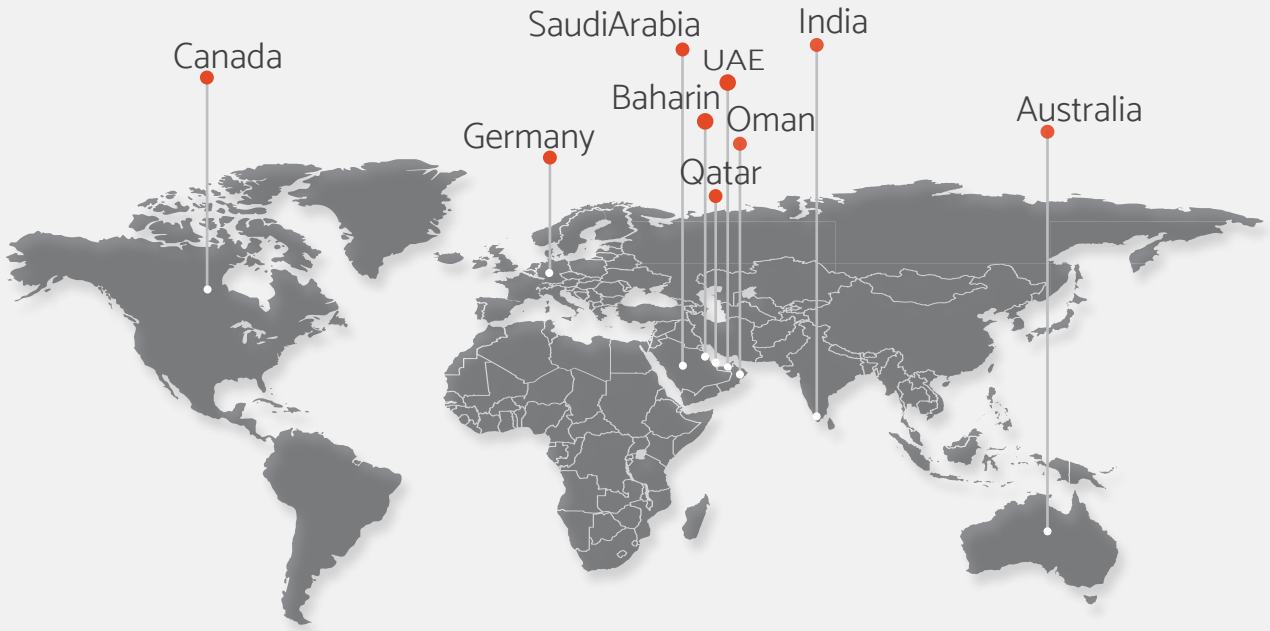 Canada
Germany
SaudiArabia
UAE
Baharin
Oman
Qatar
India
Australia